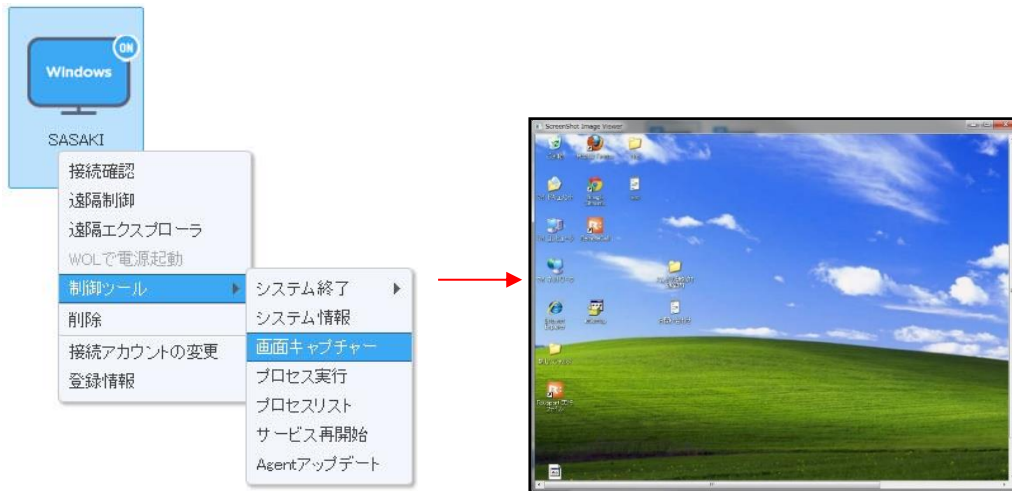 ON
Windows
SASAKI
接続確認
遠隔制御
遠隔エクスプローラ
WOLで電源起動
制御ツール
削除
接続アカウントの変更
登録情報
システム終了
システム情報
画面キャプチャー
プロセス実行
プロセスリスト
サービス再開始
Agentアップデート
ScreenShot Image Viewer